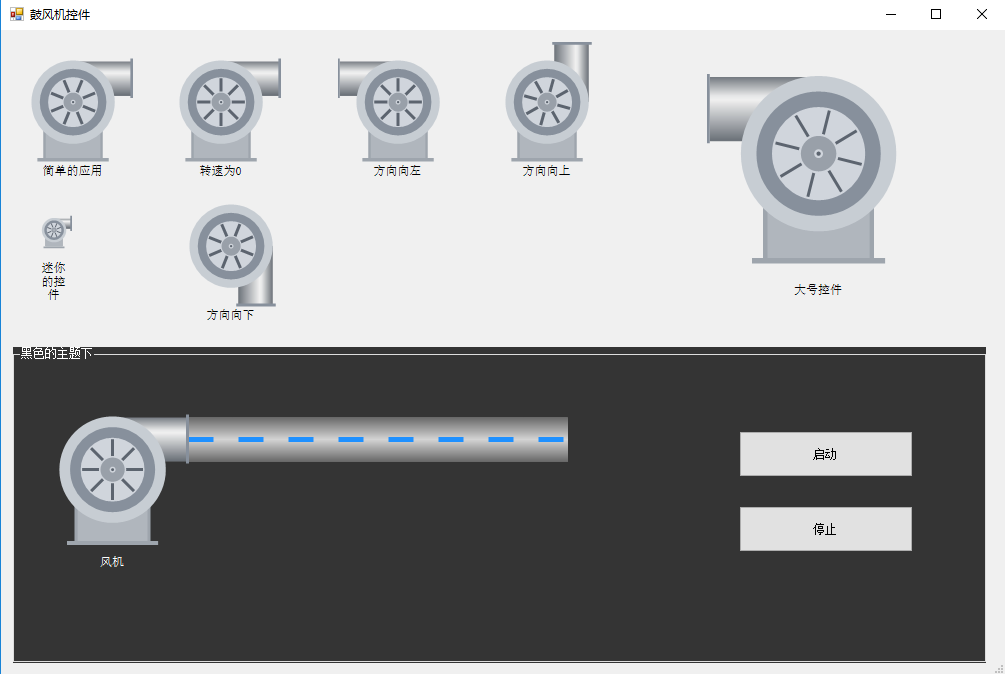 鼓风机控件
简单的应用
转速为0
方向向左
方向向上
迷你
的控
件
方向向下
大号控件
黑色的主题下
风机
启动
停止